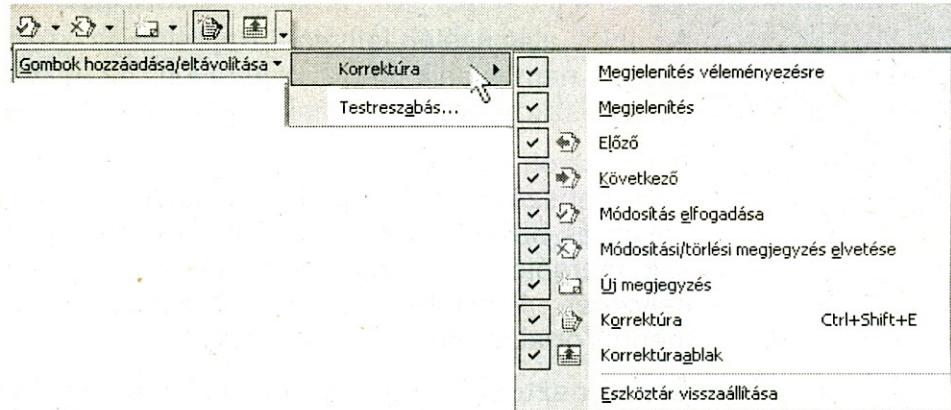 Gombok hozzáadása/eltávolítása
Korrektúra
Testreszabás...
Megjelenítés véleményezésre
Megjelenítés
Előző
Következő
Módosítás elfogadása
Módosítási/törlési megjegyzés elvetése
Új megjegyzés
Korrektúra Ctrl+Shift+E
Korrektúraablak
Eszköztár visszaállítása